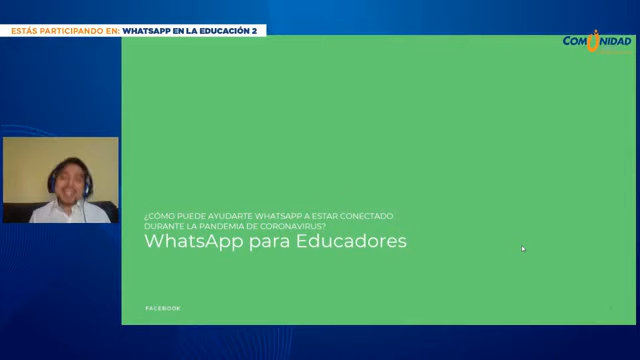 ESTÁS PARTICIPANDO EN: WHATSAPP EN LA EDUCACIÓN 2
COMUNIDAD
¿CÓMO PUEDE AYUDARTE WHATSAPP A ESTAR CONECTADO
DURANTE LA PANDEMIA DE CORONAVIRUS?
WhatsApp para Educadores
FACEBOOK